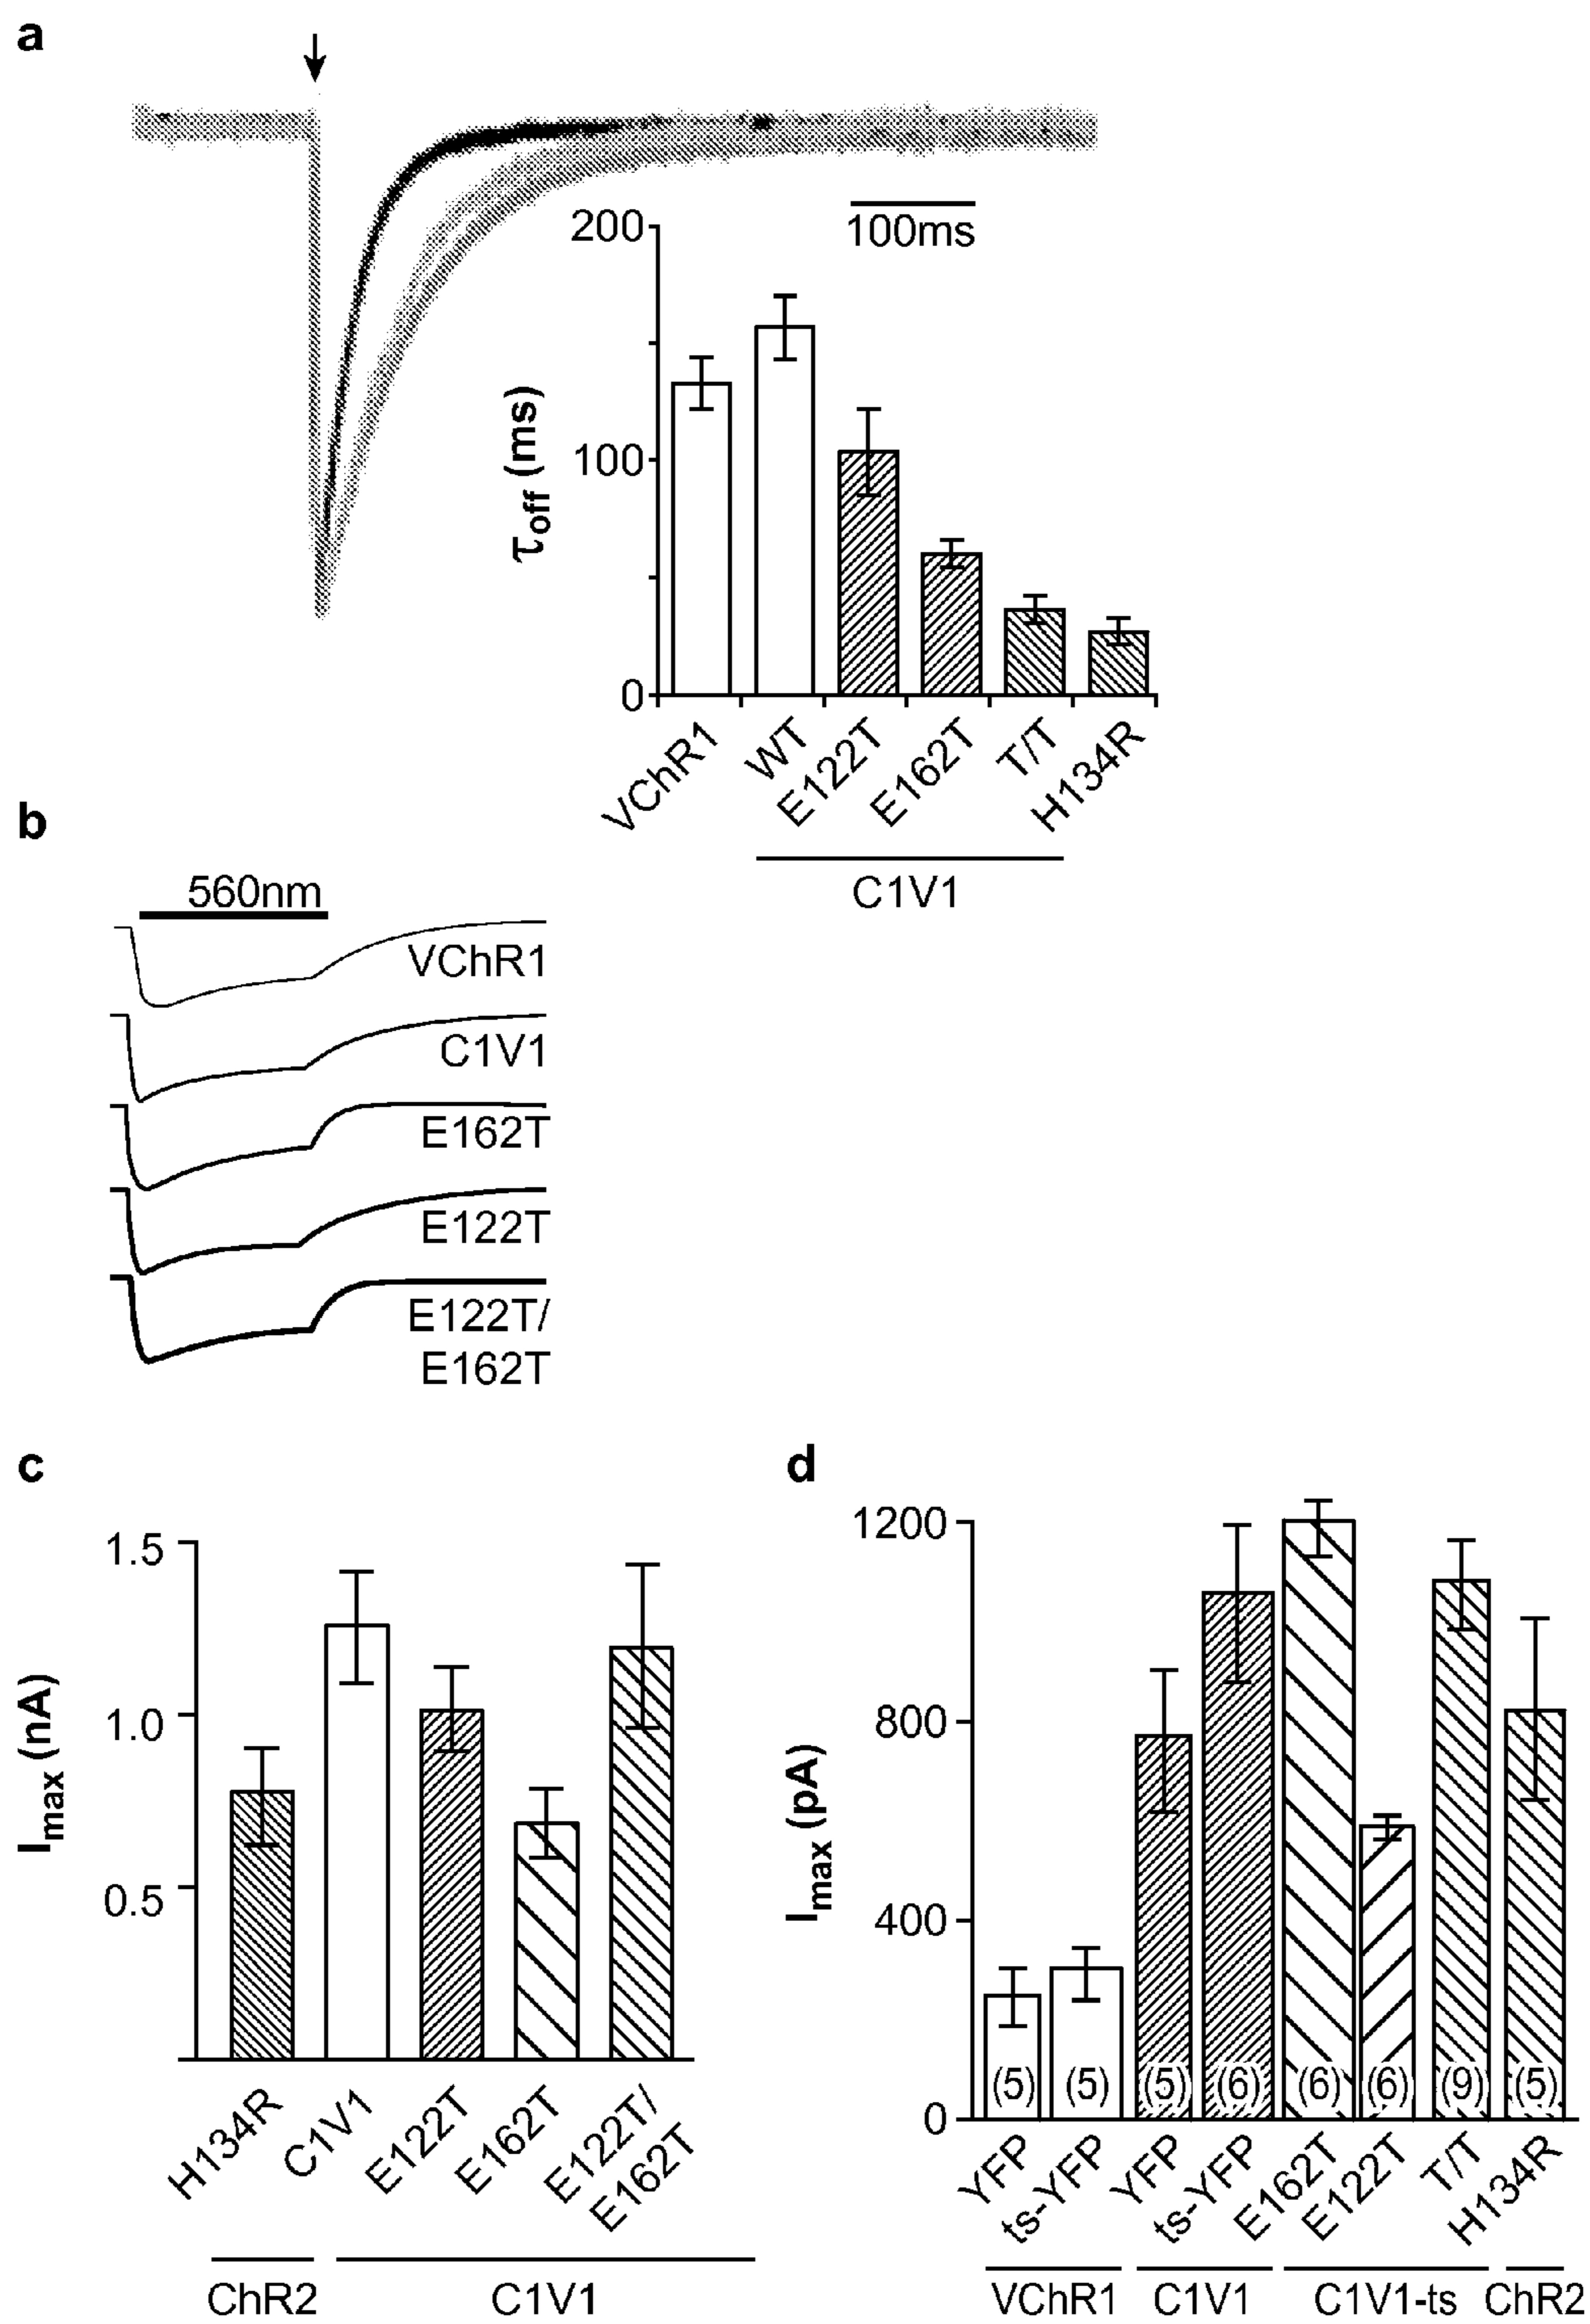 a
100ms
200
100
0
τoff (ms)
VChR1
WT
E122T
E162T
T/T
H134R
C1V1
b
560nm
VChR1
C1V1
E162T
E122T
E122T/
E162T
c
1.5
1.0
0.5
Imax (nA)
H134R
C1V1
E122T
E162T
E122T/
E162T
ChR2
C1V1
d
1200
800
400
0
Imax (pA)
(5)
(5)
(5)
(6)
(6)
(6)
(9)
(5)
YFP
ts-YFP
YFP
ts-YFP
E162T
E122T
T/T
H134R
VChR1
C1V1
C1V1-ts
ChR2